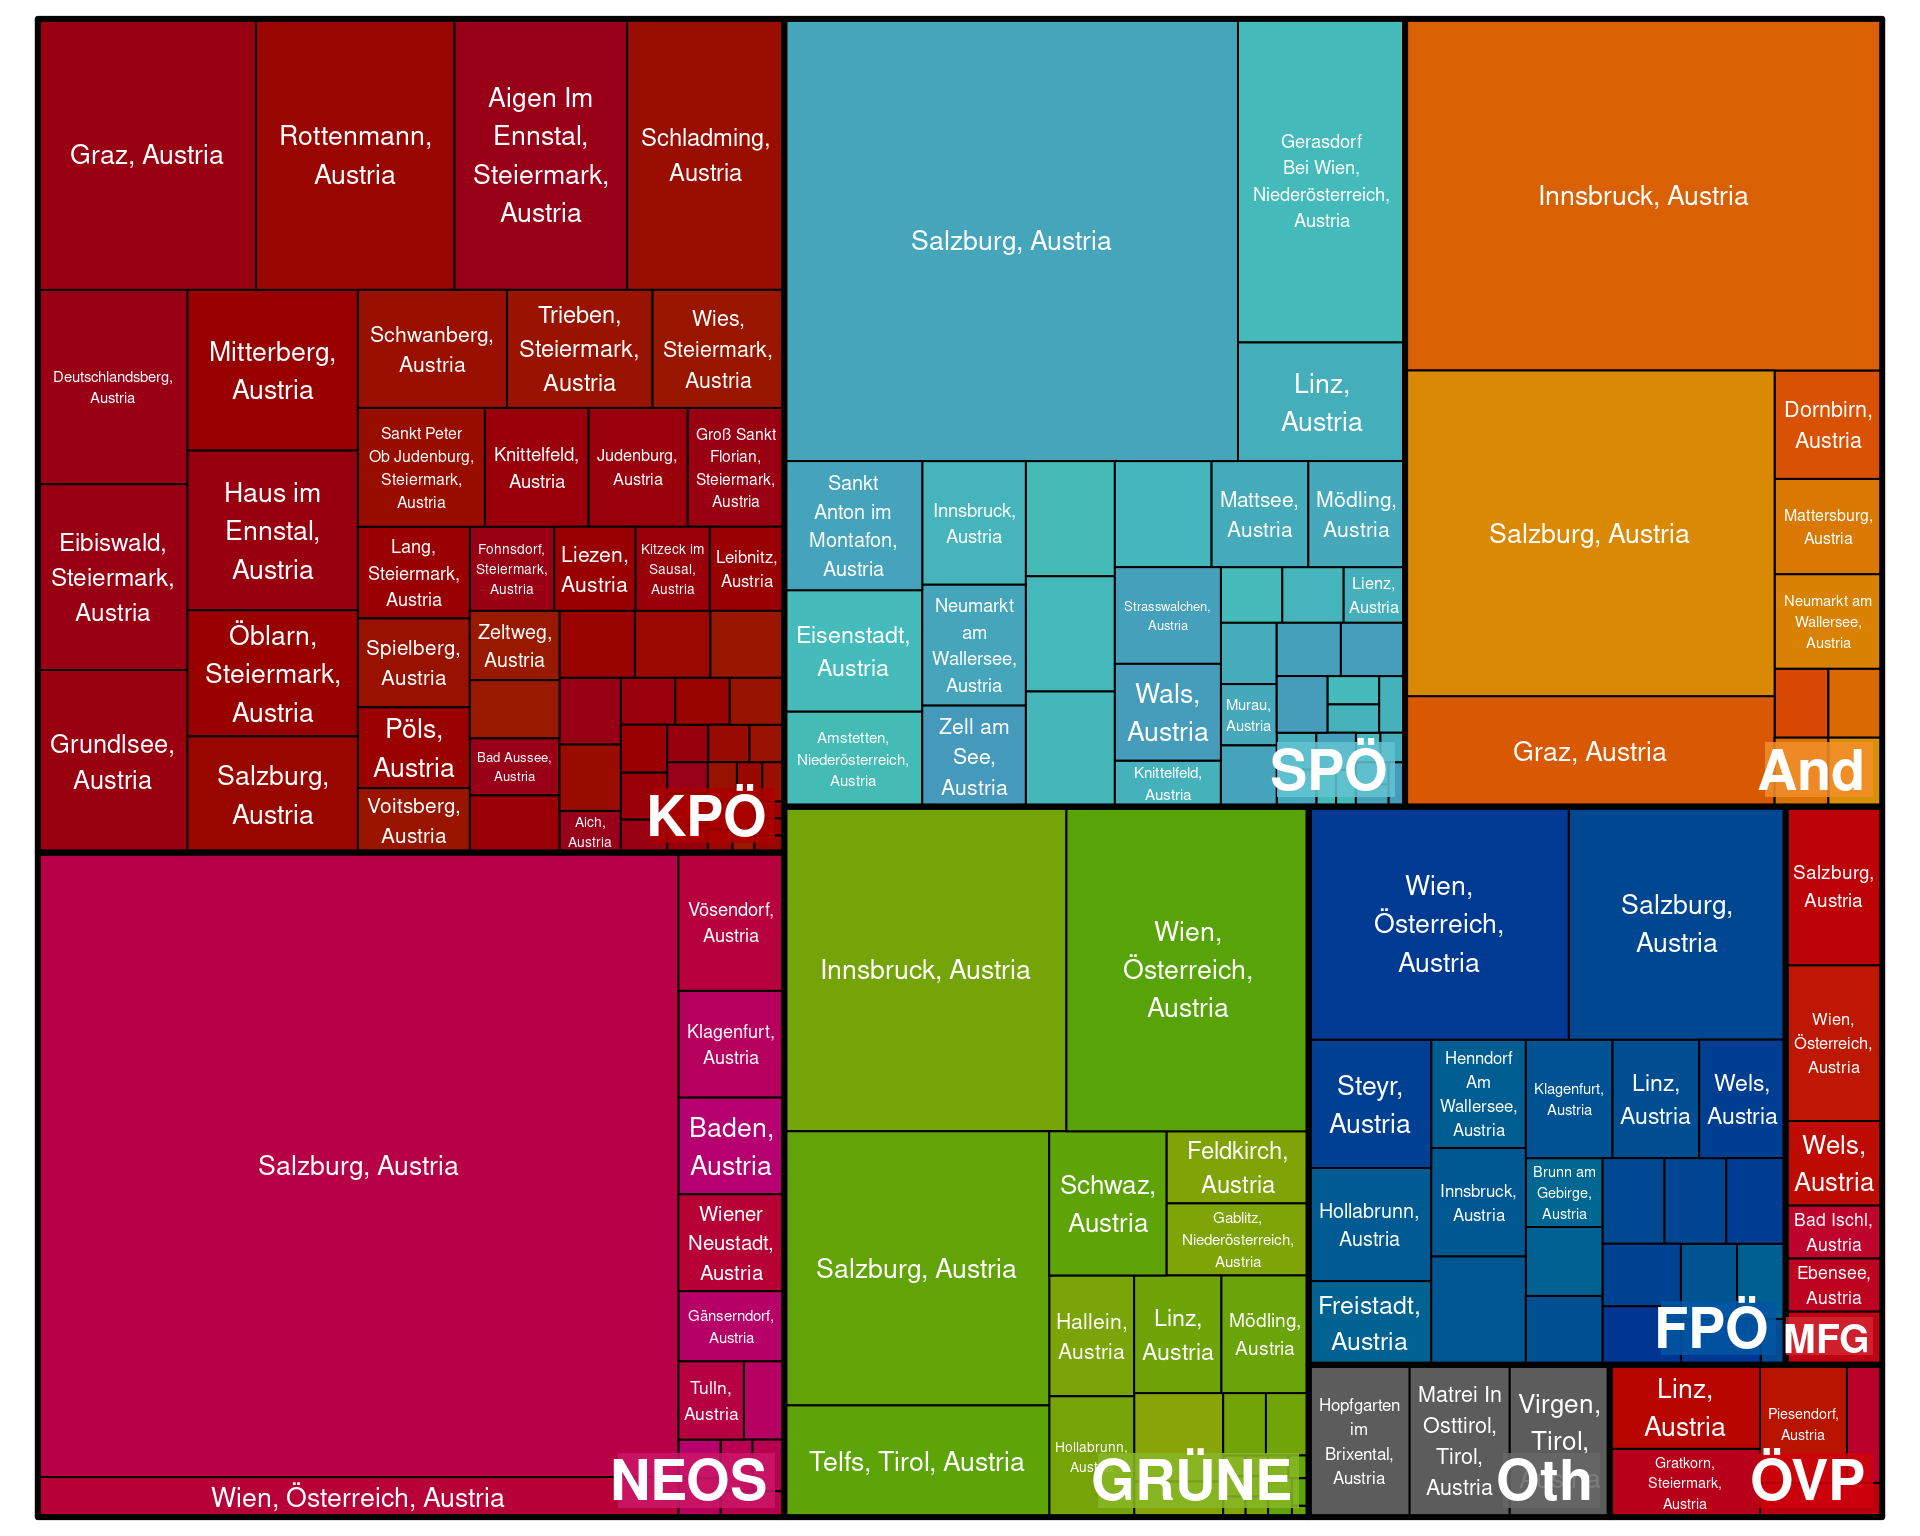 Graz, Austria
Rottenmann,
Austria
Aigen Im
Ennstal,
Steiermark,
Austria
Schladming,
Austria
Deutschlandsberg,
Austria
Eibiswald,
Steiermark,
Austria
Grundlsee,
Austria
Mitterberg,
Austria
Haus im
Ennstal,
Austria
Öblarn,
Steiermark,
Austria
Salzburg,
Austria
Schwanberg,
Austria
Trieben,
Steiermark,
Austria
Wies,
Steiermark,
Austria
Sankt Peter
Ob Judenburg,
Steiermark,
Austria
Knittelfeld,
Austria
Judenburg,
Austria
Groß Sankt
Florian,
Steiermark,
Austria
Lang,
Steiermark,
Austria
Fohnsdorf,
Steiermark,
Austria
Liezen,
Austria
Kitzeck im
Sausal,
Austria
Leibnitz,
Austria
Spielberg,
Austria
Zeltweg,
Austria
Pöls,
Austria
Bad Aussee,
Austria
Voitsberg,
Austria
Aich,
Austria
KPÖ
Salzburg, Austria
Gerasdorf
Bei Wien,
Niederösterreich,
Austria
Linz,
Austria
Sankt
Anton im
Montafon,
Austria
Innsbruck,
Austria
Mattsee,
Austria
Mödling,
Austria
Eisenstadt,
Austria
Neumarkt
am
Wallersee,
Austria
Strasswalchen,
Austria
Lienz,
Austria
Amstetten,
Niederösterreich,
Austria
Zell am
See,
Austria
Wals,
Austria
Murau,
Austria
Knittelfeld,
Austria
SPÖ
Innsbruck, Austria
Salzburg, Austria
Dornbirn,
Austria
Mattersburg,
Austria
Neumarkt am
Wallersee,
Austria
Graz, Austria
And
Salzburg, Austria
Vösendorf,
Austria
Klagenfurt,
Austria
Baden,
Austria
Wiener
Neustadt,
Austria
Gänserndorf,
Austria
Tulln,
Austria
Wien, Österreich, Austria
NEOS
Innsbruck, Austria
Wien,
Österreich,
Austria
Salzburg, Austria
Schwaz,
Austria
Feldkirch,
Austria
Gablitz,
Niederösterreich,
Austria
Hallein,
Austria
Linz,
Austria
Mödling,
Austria
Telfs, Tirol, Austria
Hollabrunn,
Austria
GRÜNE
Wien,
Österreich,
Austria
Salzburg,
Austria
Steyr,
Austria
Henndorf
Am
Wallersee,
Austria
Klagenfurt,
Austria
Linz,
Austria
Wels,
Austria
Hollabrunn,
Austria
Innsbruck,
Austria
Brunn am
Gebirge,
Austria
Freistadt,
Austria
FPÖ
Salzburg,
Austria
Wien,
Österreich,
Austria
Wels,
Austria
Bad Ischl,
Austria
Ebensee,
Austria
MFG
Hopfgarten
im
Brixental,
Austria
Matrei In
Osttirol,
Tirol,
Austria
Virgen,
Tirol,
Austria
Oth
Linz,
Austria
Piesendorf,
Austria
Gratkorn,
Steiermark,
Austria
ÖVP